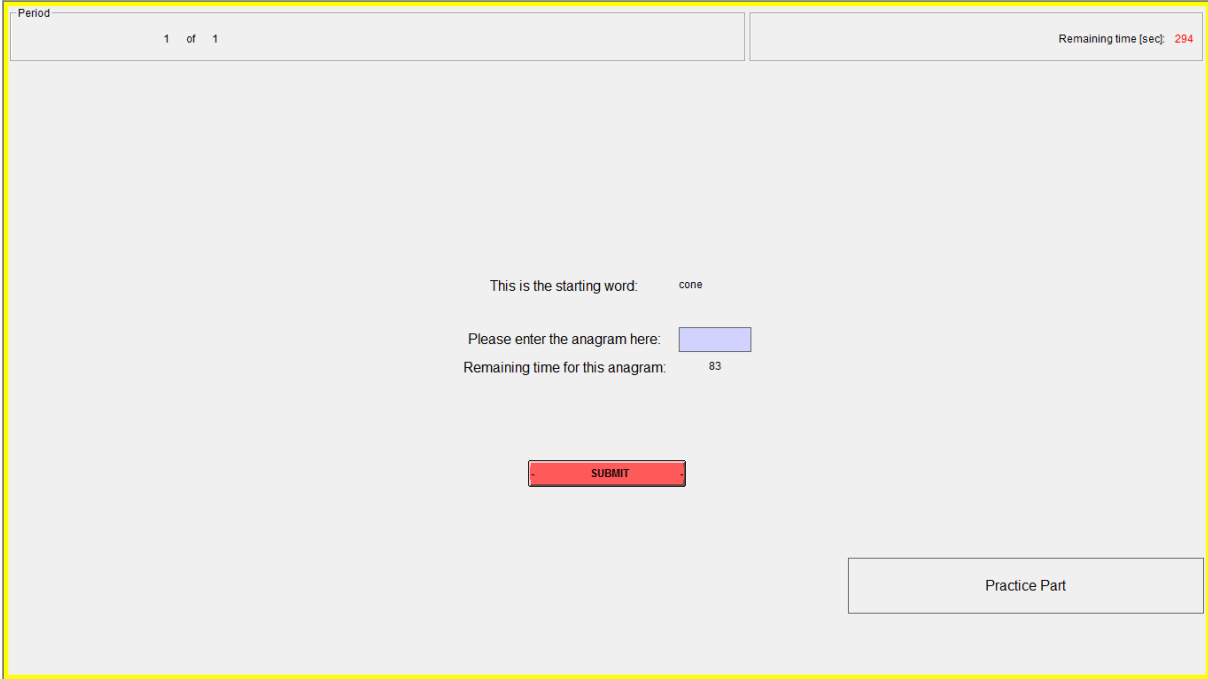 Period
1 of 1
Remaining time [sec]: 294
This is the starting word: cone
Please enter the anagram here:
Remaining time for this anagram: 83
SUBMIT
Practice Part